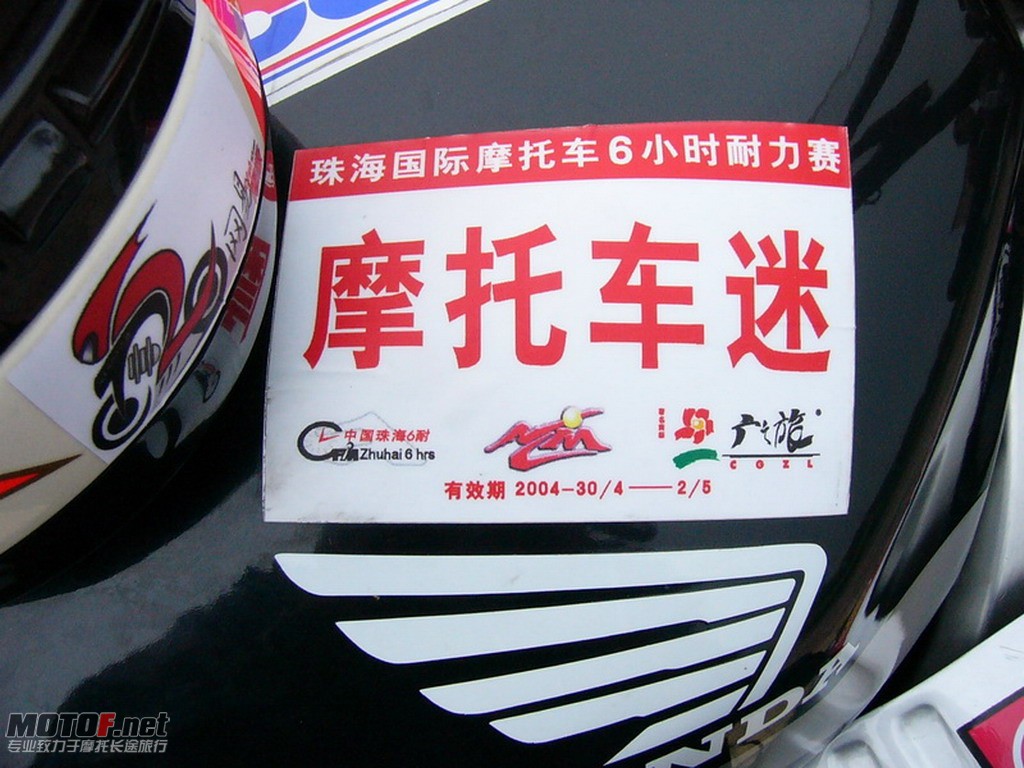 珠海国际摩托车6小时耐力赛
摩托车迷
中国珠海6耐
Zhuhai 6 hrs
广之旅
CGZL
有效期 2004-30/4——2/5
MOTOF.net
专业致力于摩托长途旅行